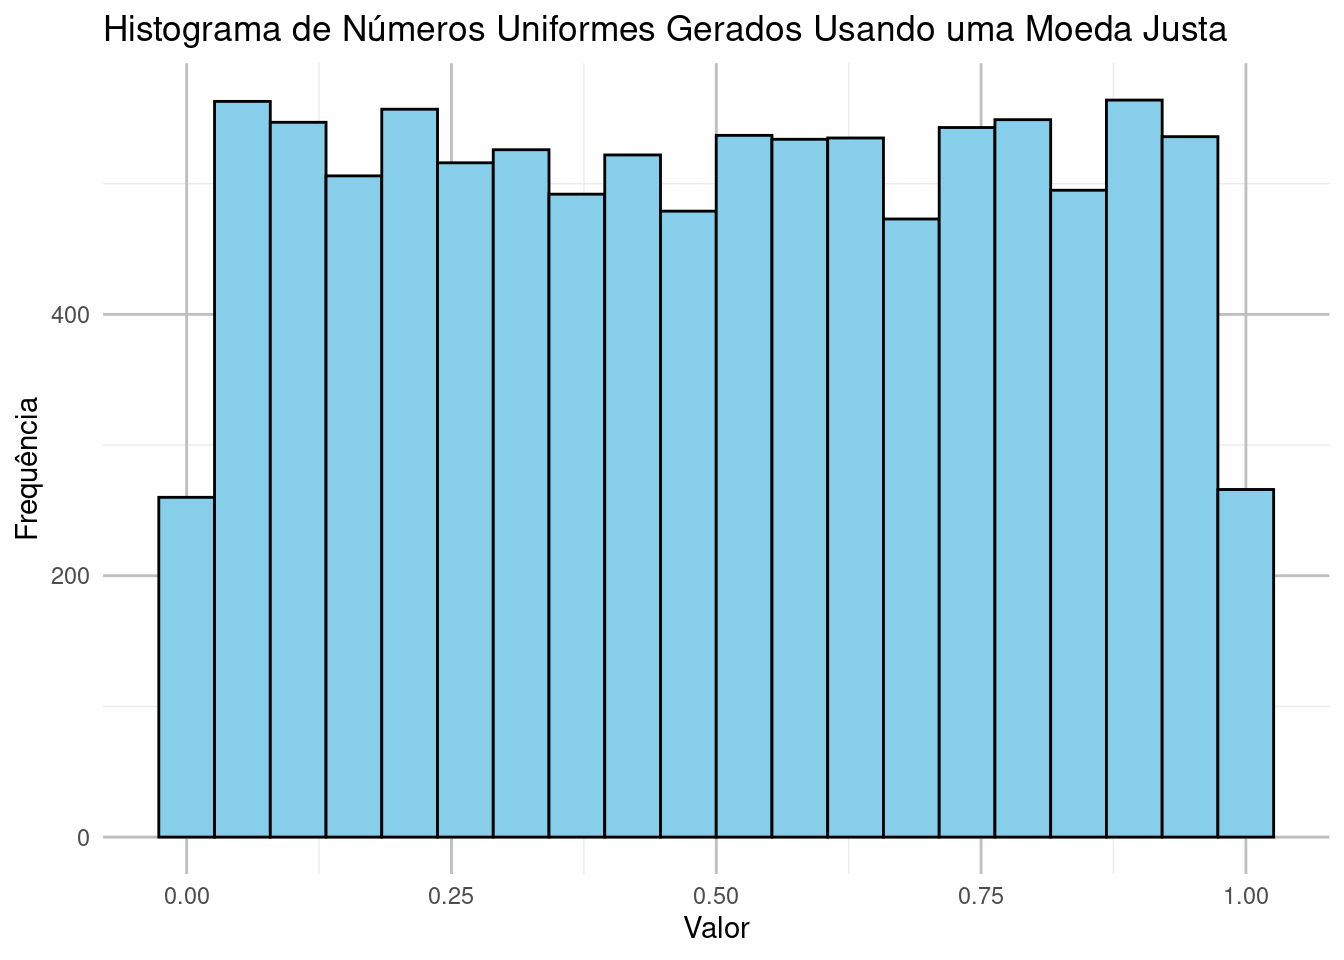 Histograma de Números Uniformes Gerados Usando uma Moeda Justa
Frequência
400
200
0
0.00 0.25 0.50 0.75 1.00
Valor